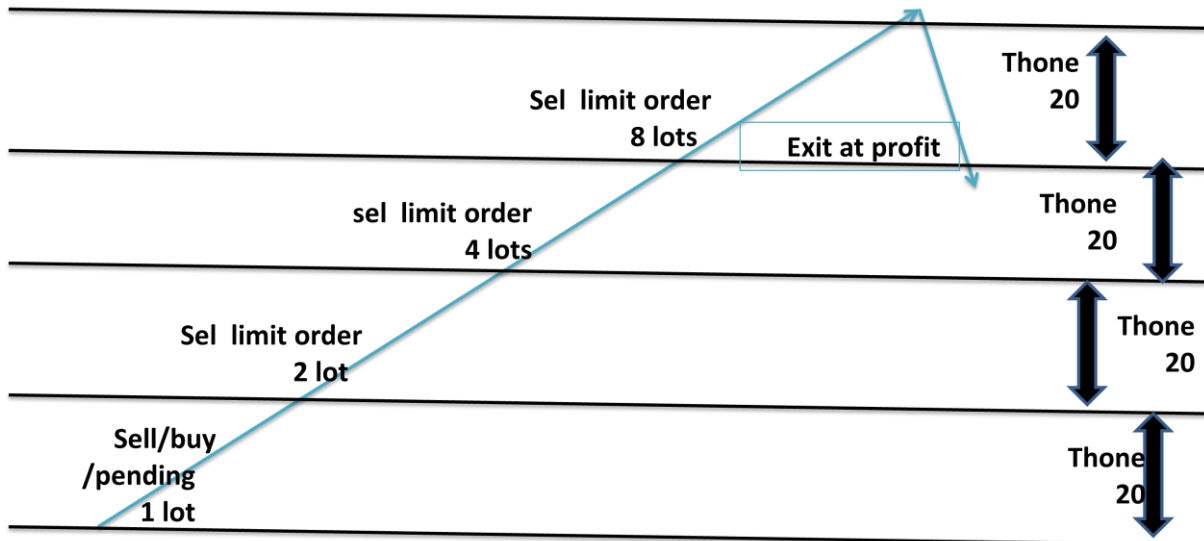 Thone
20
Sel limit order
8 lots
Exit at profit
sel limit order
4 lots
Thone
20
Sel limit order
2 lot
Thone
20
Sell/buy
/pending
1 lot
Thone
20